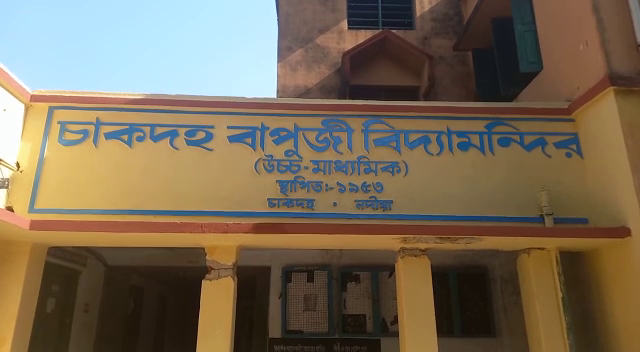 চাকদহ বাপুজী বিদ্যামন্দির
(উচ্চ-মাধ্যমিক)
স্থাপিত:-১৯৫৩
চাকদহ · নদীয়া